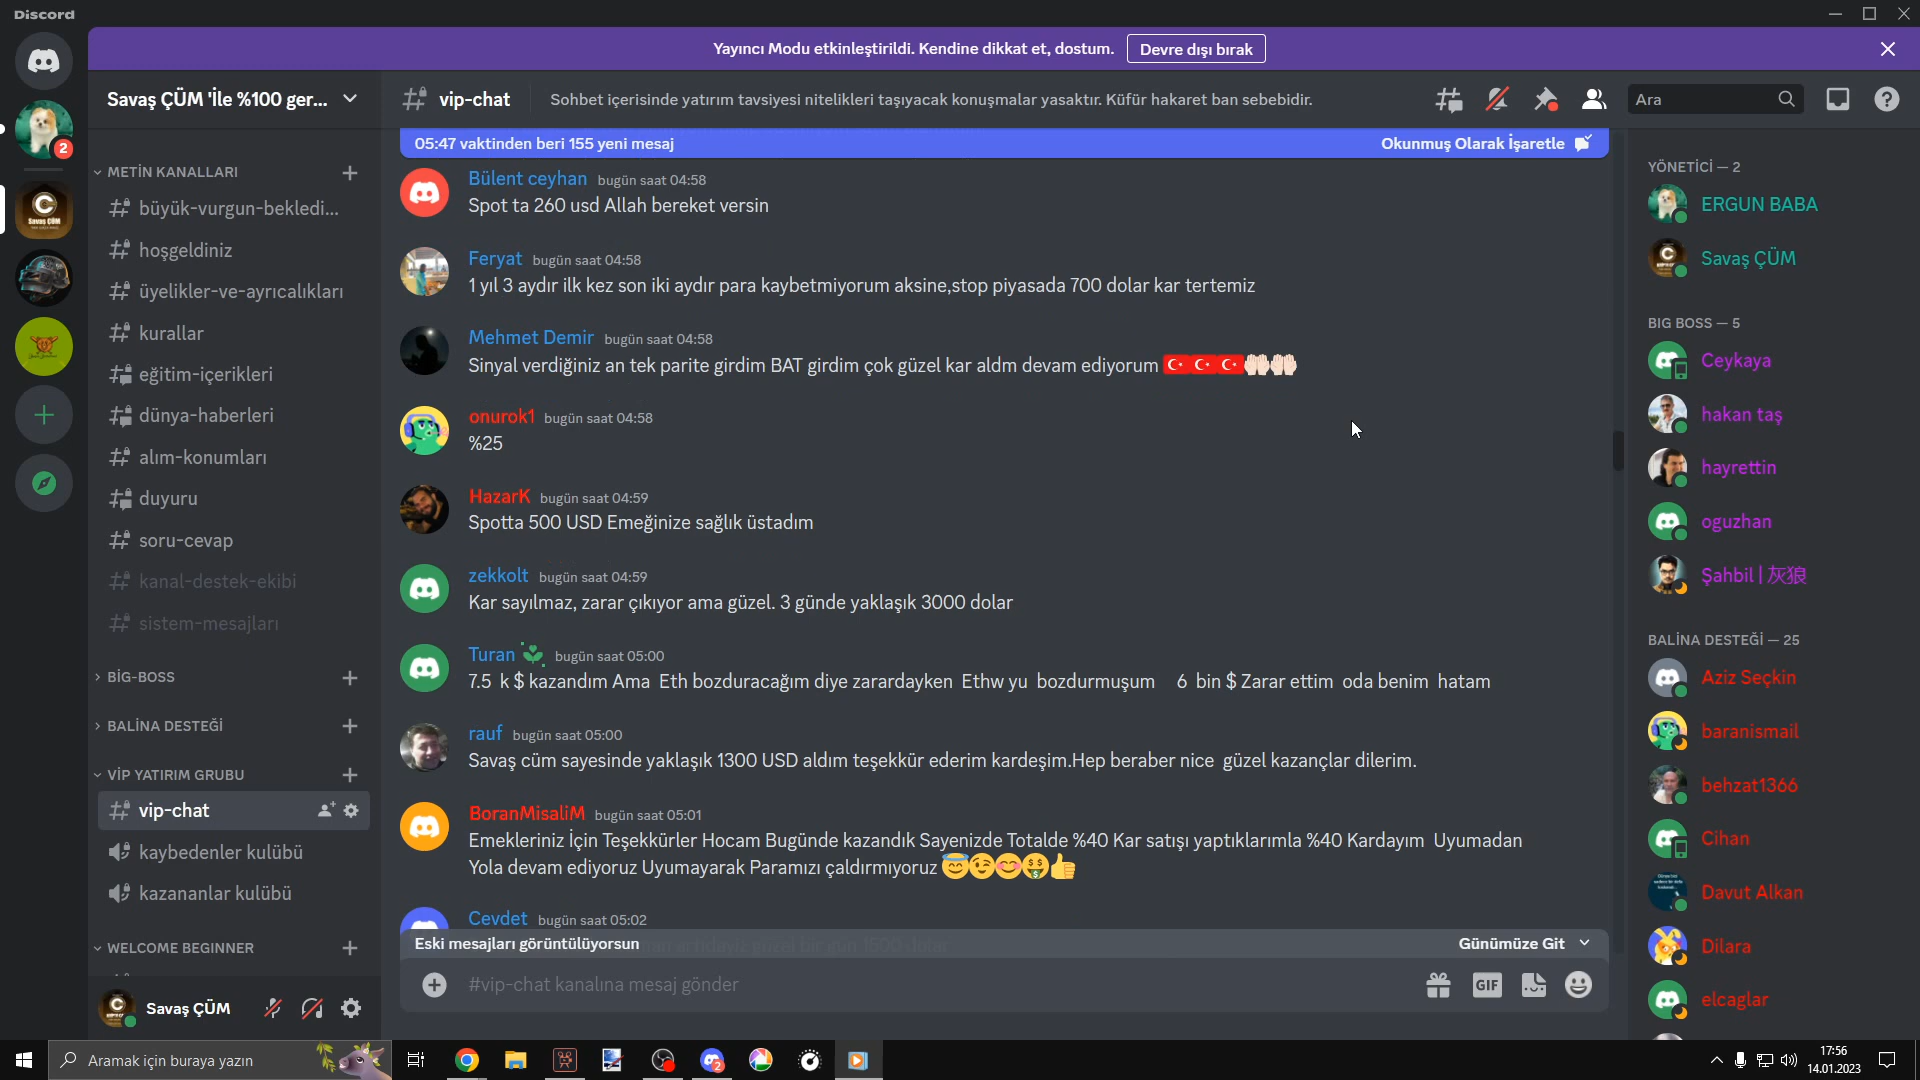 Discord
Yayıncı Modu etkinleştirildi. Kendine dikkat et, dostum.
Devre dışı bırak
2
Savaş ÇÜM 'İle %100 ger...
vip-chat
Sohbet içerisinde yatırım tavsiyesi nitelikleri taşıyacak konuşmalar yasaktır. Küfür hakaret ban sebebidir.
Ara
METİN KANALLARI
büyük-vurgun-bekledi...
hoşgeldiniz
üyelikler-ve-ayrıcalıkları
kurallar
eğitim-içerikleri
dünya-haberleri
alım-konumları
duyuru
soru-cevap
kanal-destek-ekibi
sistem-mesajları
BİG-BOSS
BALİNA DESTEĞİ
VİP YATIRIM GRUBU
vip-chat
kaybedenler kulübü
kazananlar kulübü
WELCOME BEGINNER
Savaş ÇÜM
05:47 vaktinden beri 155 yeni mesaj
Okunmuş Olarak İşaretle
Bülent ceyhan bugün saat 04:58
Spot ta 260 usd Allah bereket versin
Feryat bugün saat 04:58
1 yıl 3 aydır ilk kez son iki aydır para kaybetmiyorum aksine,stop piyasada 700 dolar kar tertemiz
Mehmet Demir bugün saat 04:58
Sinyal verdiğiniz an tek parite girdim BAT girdim çok güzel kar aldm devam ediyorum 🇹🇷🇹🇷🇹🇷🤲🏻🤲🏻
onurok1 bugün saat 04:58
%25
HazarK bugün saat 04:59
Spotta 500 USD Emeğinize sağlık üstadım
zekkolt bugün saat 04:59
Kar sayılmaz, zarar çıkıyor ama güzel. 3 günde yaklaşık 3000 dolar
Turan bugün saat 05:00
7.5 k $ kazandım Ama Eth bozduracağım diye zarardayken Ethw yu bozdurmuşum 6 bin $ Zarar ettim oda benim hatam
rauf bugün saat 05:00
Savaş cüm sayesinde yaklaşık 1300 USD aldım teşekkür ederim kardeşim.Hep beraber nice güzel kazançlar dilerim.
BoranMisaliM bugün saat 05:01
Emekleriniz İçin Teşekkürler Hocam Bugünde kazandık Sayenizde Totalde %40 Kar satışı yaptıklarımla %40 Kardayım Uyumadan
Yola devam ediyoruz Uyumayarak Paramızı çaldırmıyoruz 😇😉😊🤑👍
Cevdet bugün saat 05:02
Eski mesajları görüntülüyorsun
Günümüze Git
#vip-chat kanalına mesaj gönder
GIF
YÖNETİCİ — 2
ERGUN BABA
Savaş ÇÜM
BIG BOSS — 5
Ceykaya
hakan taş
hayrettin
oguzhan
Şahbil | 灰狼
BALİNA DESTEĞİ — 25
Aziz Seçkin
baranismail
behzat1366
Cihan
Davut Alkan
Dilara
elcaglar
Aramak için buraya yazın
2
17:56
14.01.2023